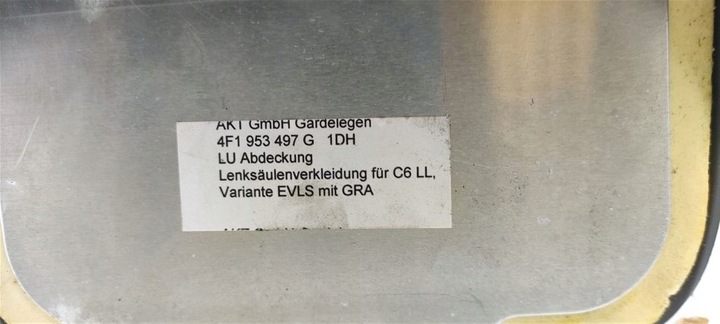 AKT GmbH Gardelegen
4F1 953 497 G 1DH
LU Abdeckung
Lenksäulenverkleidung für C6 LL,
Variante EVLS mit GRA